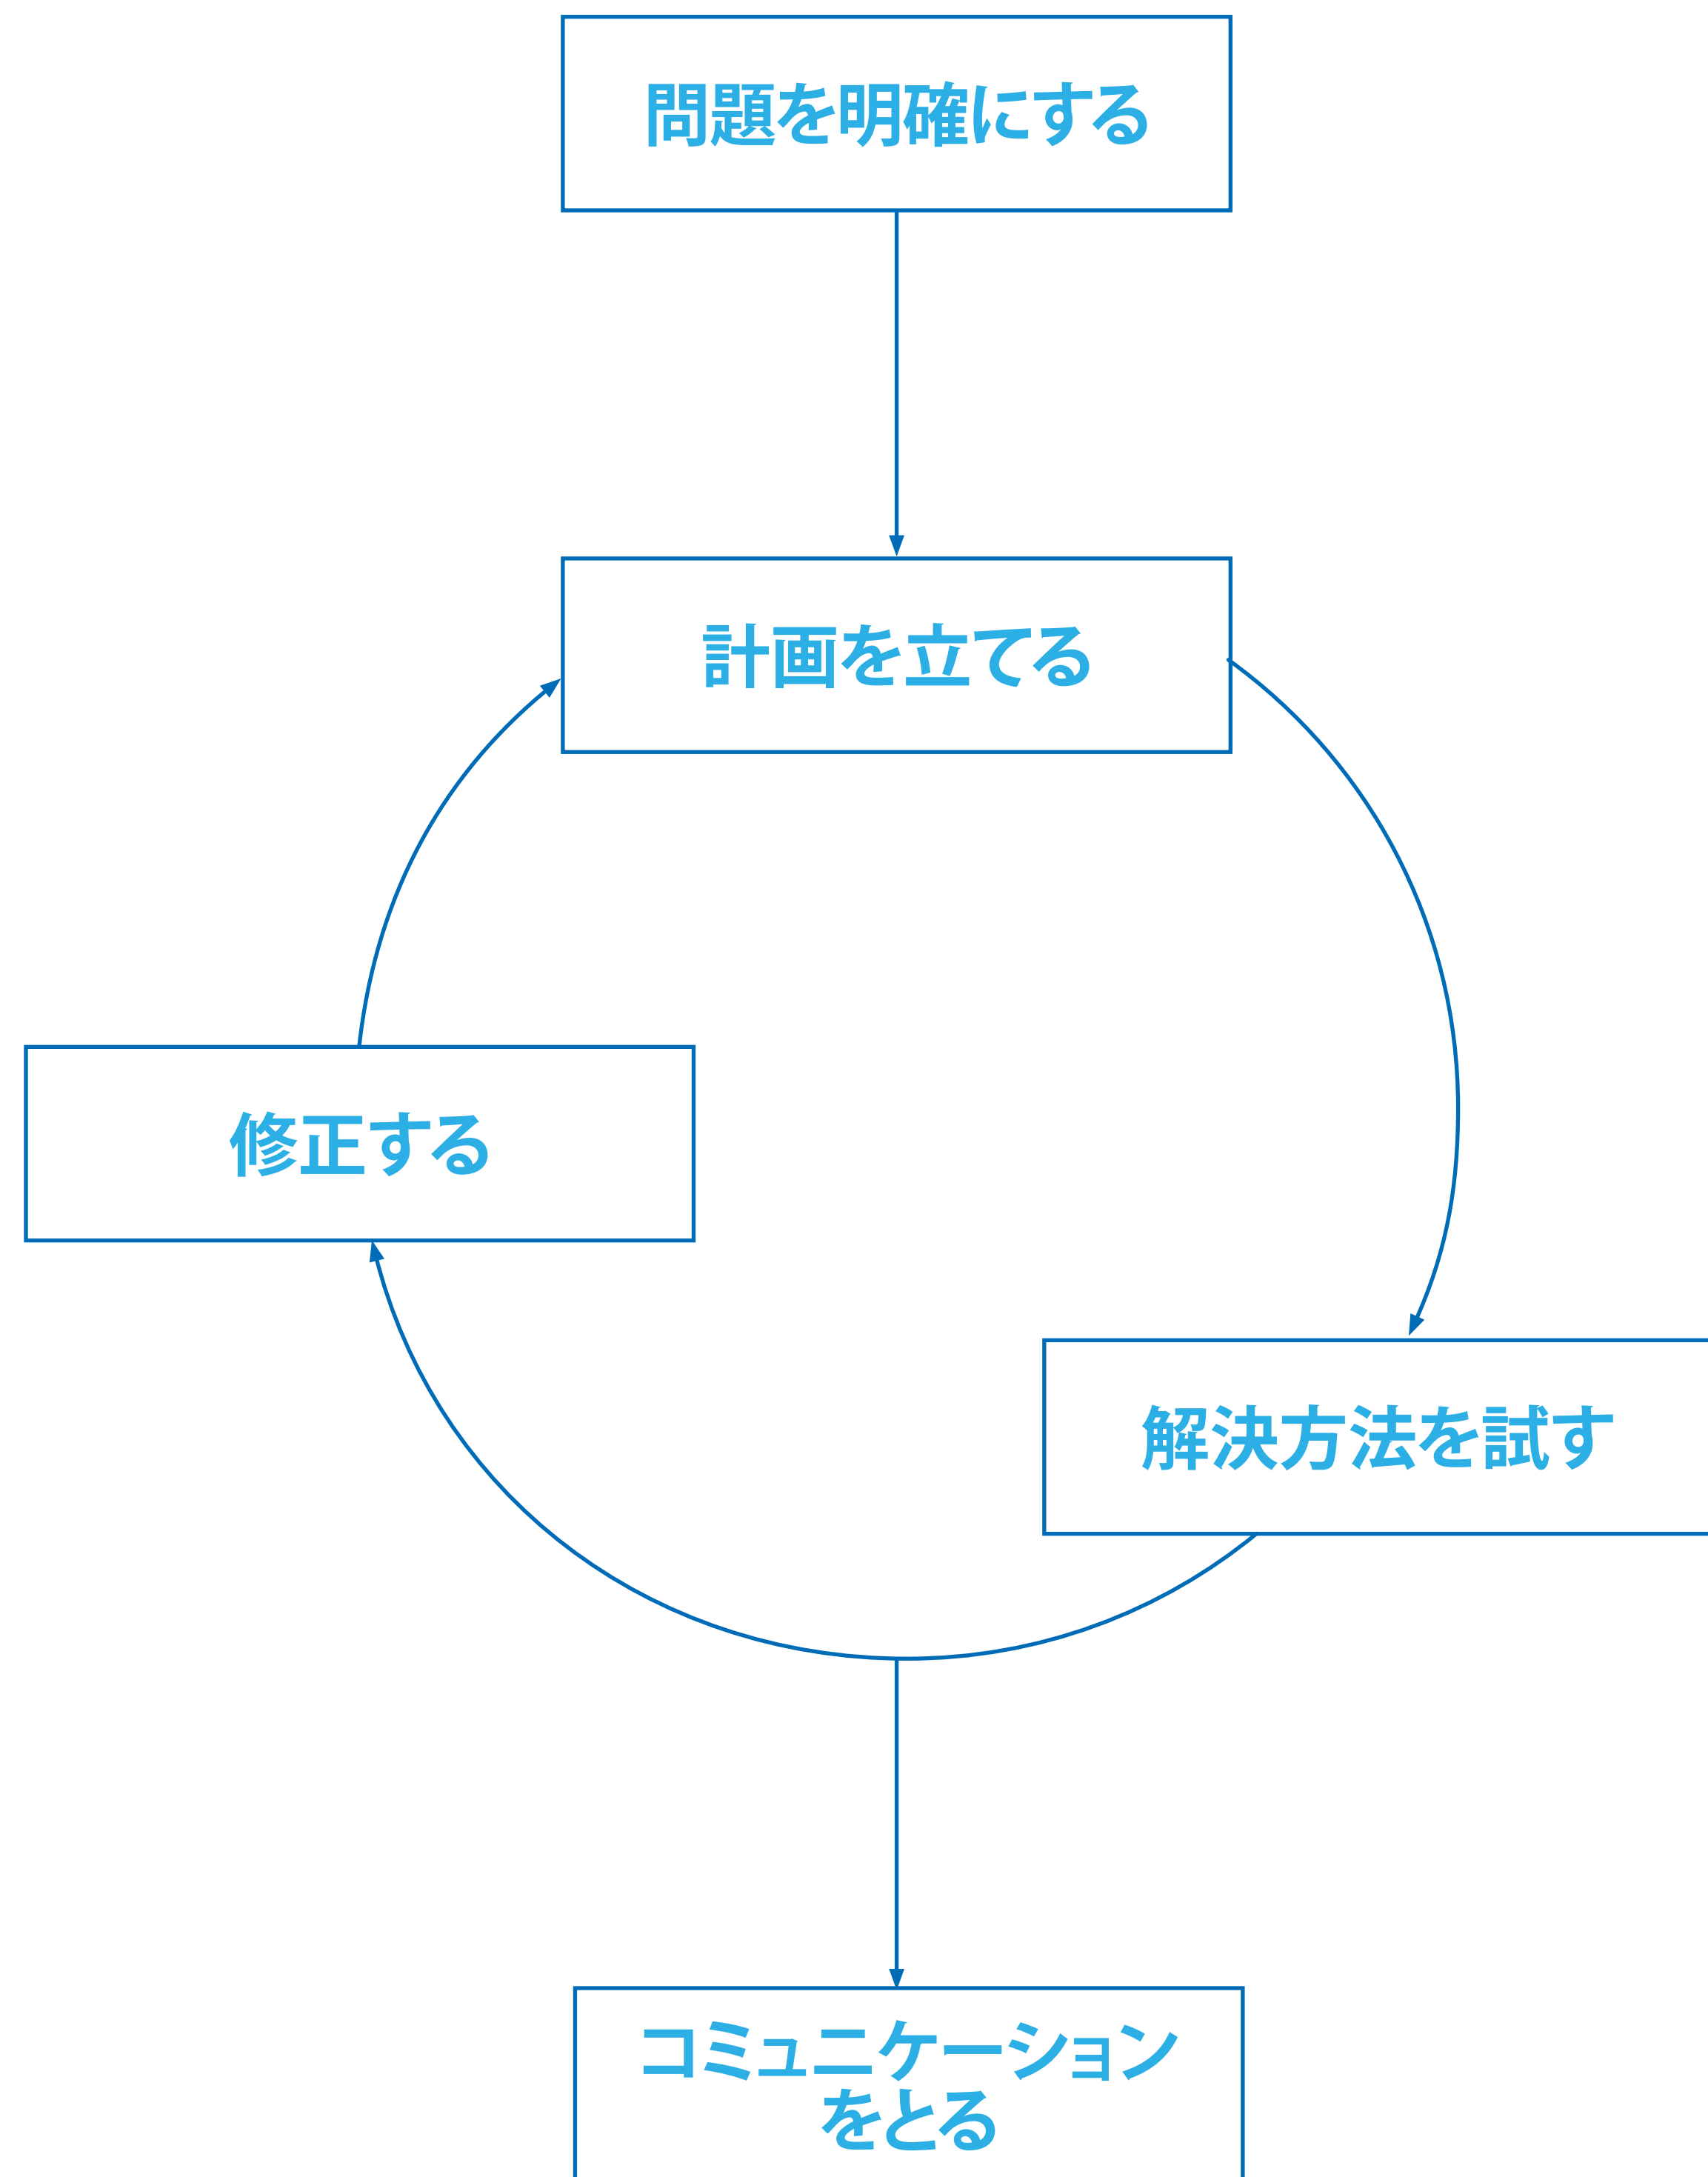 問題を明確にする
計画を立てる
修正する
解決方法を試す
コミュニケーション
をとる